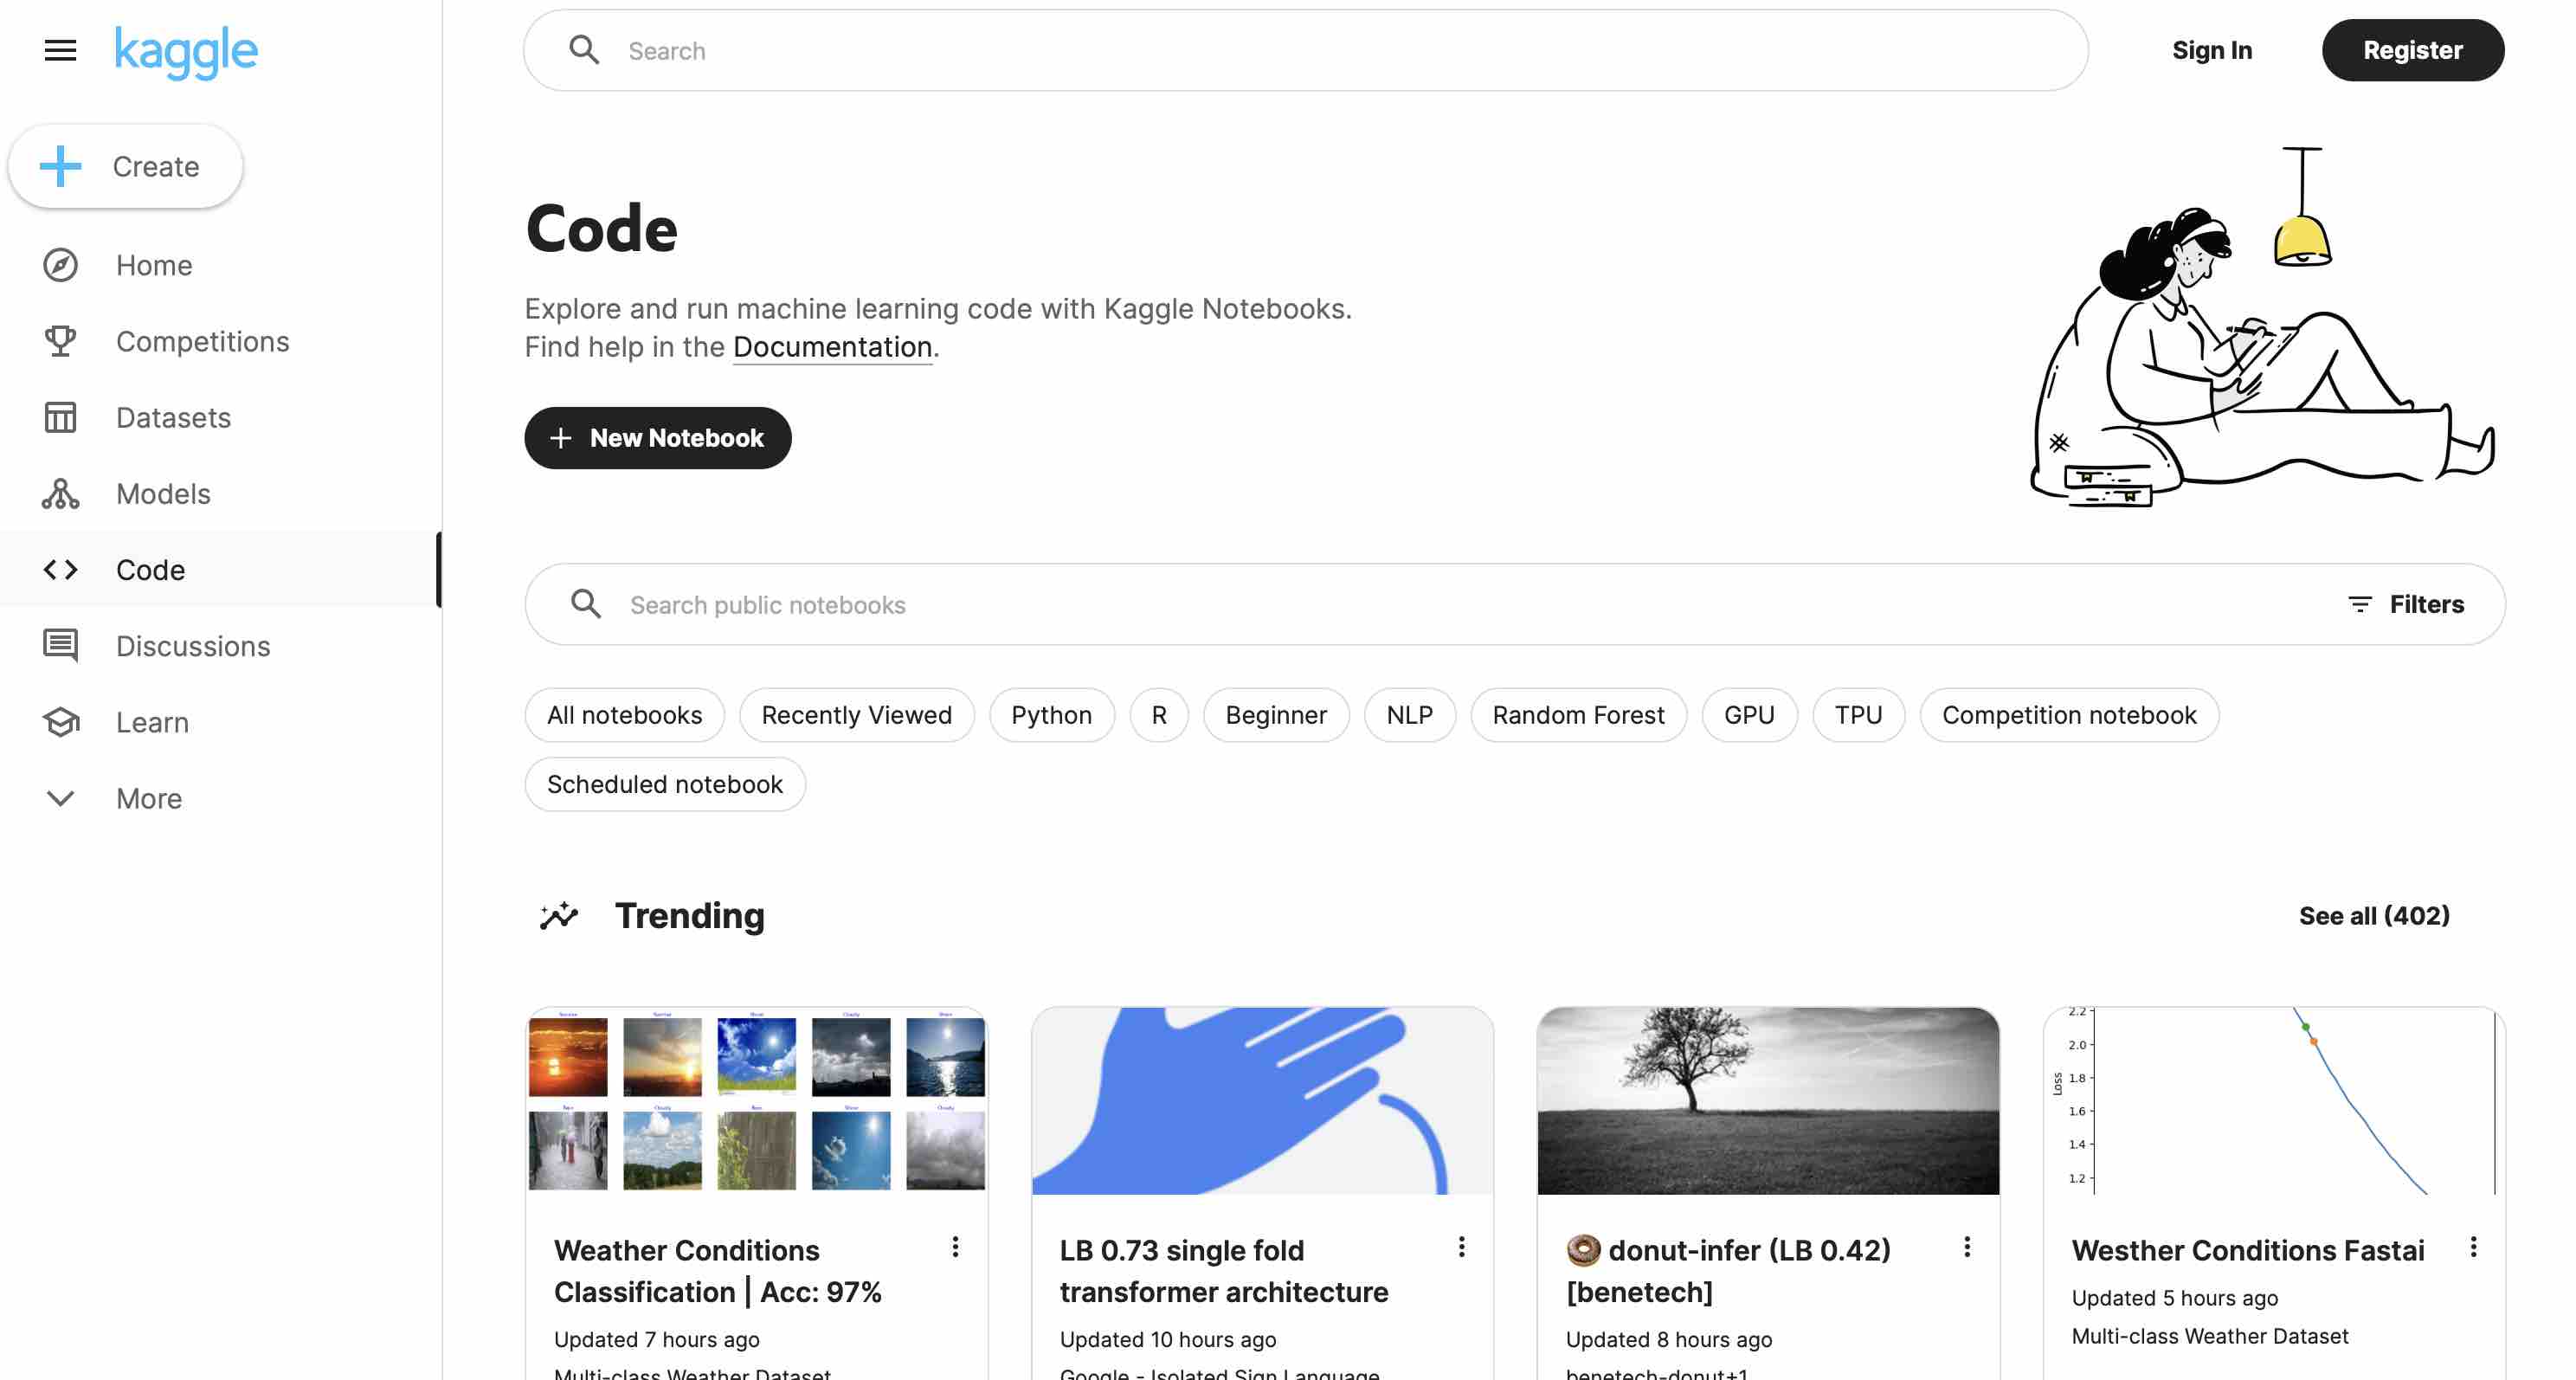 kaggle
Search
Sign In
Register
Create
Home
Competitions
Datasets
Models
Code
Discussions
Learn
More
Code
Explore and run machine learning code with Kaggle Notebooks.
Find help in the Documentation.
New Notebook
Search public notebooks
Filters
All notebooks
Recently Viewed
Python
R
Beginner
NLP
Random Forest
GPU
TPU
Competition notebook
Scheduled notebook
Trending
See all (402)
2.2
2.0
1.8
1.6
1.4
1.2
Loss
Weather Conditions
Classification | Acc: 97%
Updated 7 hours ago
Multi-class Weather Dataset
LB 0.73 single fold
transformer architecture
Updated 10 hours ago
Google - Isolated Sign Language
donut-infer (LB 0.42)
[benetech]
Updated 8 hours ago
benetech-donut+1
Westher Conditions Fastai
Updated 5 hours ago
Multi-class Weather Dataset